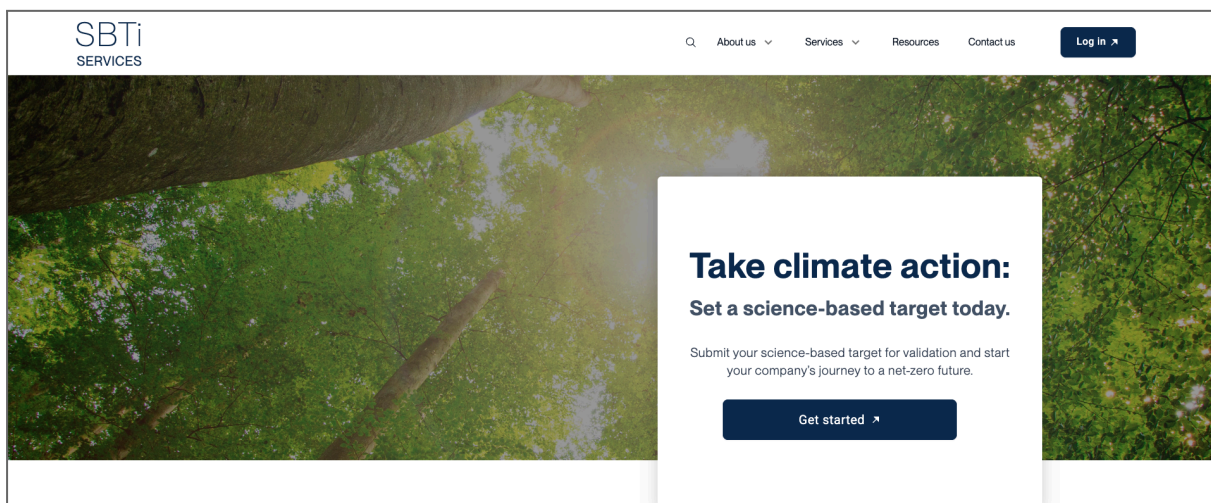 SBTi
SERVICES
About us
Services
Resources
Contact us
Log in
Take climate action:
Set a science-based target today.
Submit your science-based target for validation and start
your company's journey to a net-zero future.
Get started